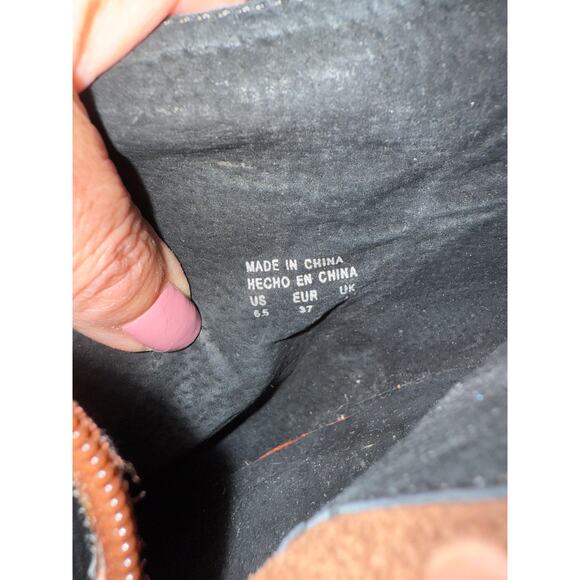 MADE IN CHINA
HECHO EN CHINA
US EUR UK
6.5 37